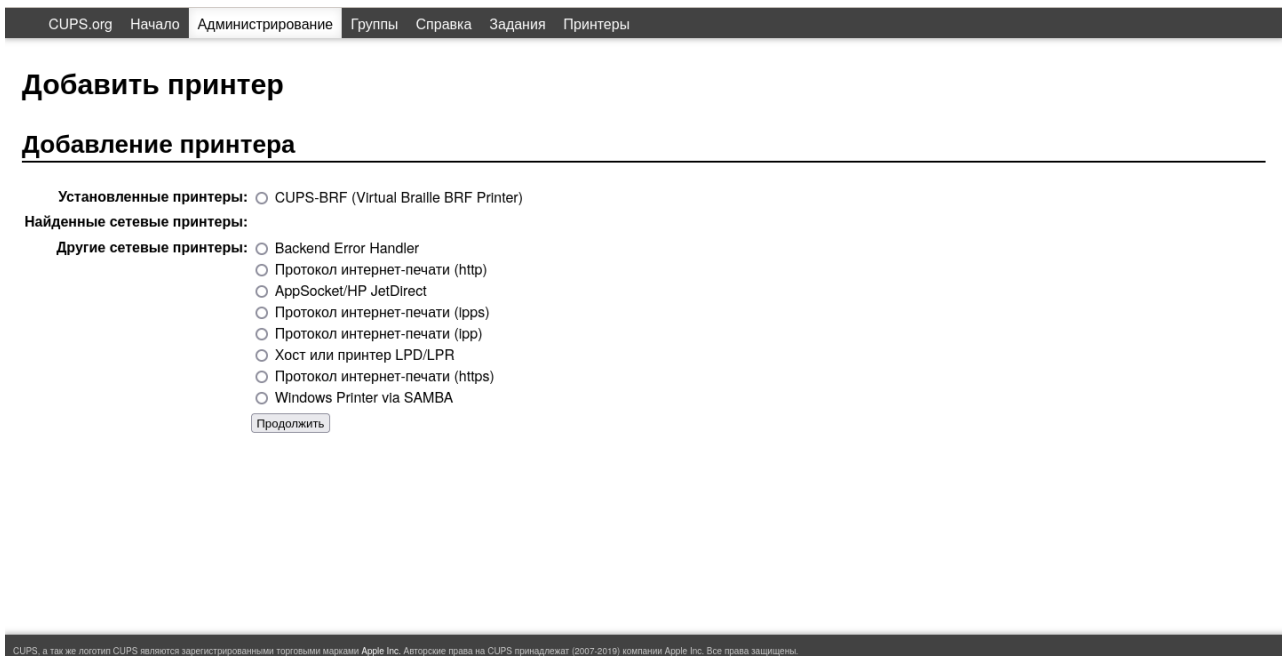 CUPS.org Начало Администрирование Группы Справка Задания Принтеры
Добавить принтер
Добавление принтера
Установленные принтеры: CUPS-BRF (Virtual Braille BRF Printer)
Найденные сетевые принтеры:
Другие сетевые принтеры: Backend Error Handler
Протокол интернет-печати (http)
AppSocket/HP JetDirect
Протокол интернет-печати (ipps)
Протокол интернет-печати (ipp)
Хост или принтер LPD/LPR
Протокол интернет-печати (https)
Windows Printer via SAMBA
Продолжить
CUPS, а так же логотип CUPS являются зарегистрированными торговыми марками Apple Inc. Авторские права на CUPS принадлежат (2007-2019) компании Apple Inc. Все права защищены.